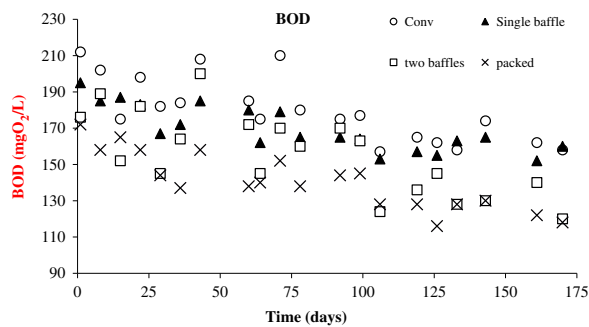 BOD
Conv
Single baffle
two baffles
packed
230
210
190
170
150
130
110
90
BOD (mgO₂/L)
0 25 50 75 100 125 150 175
Time (days)